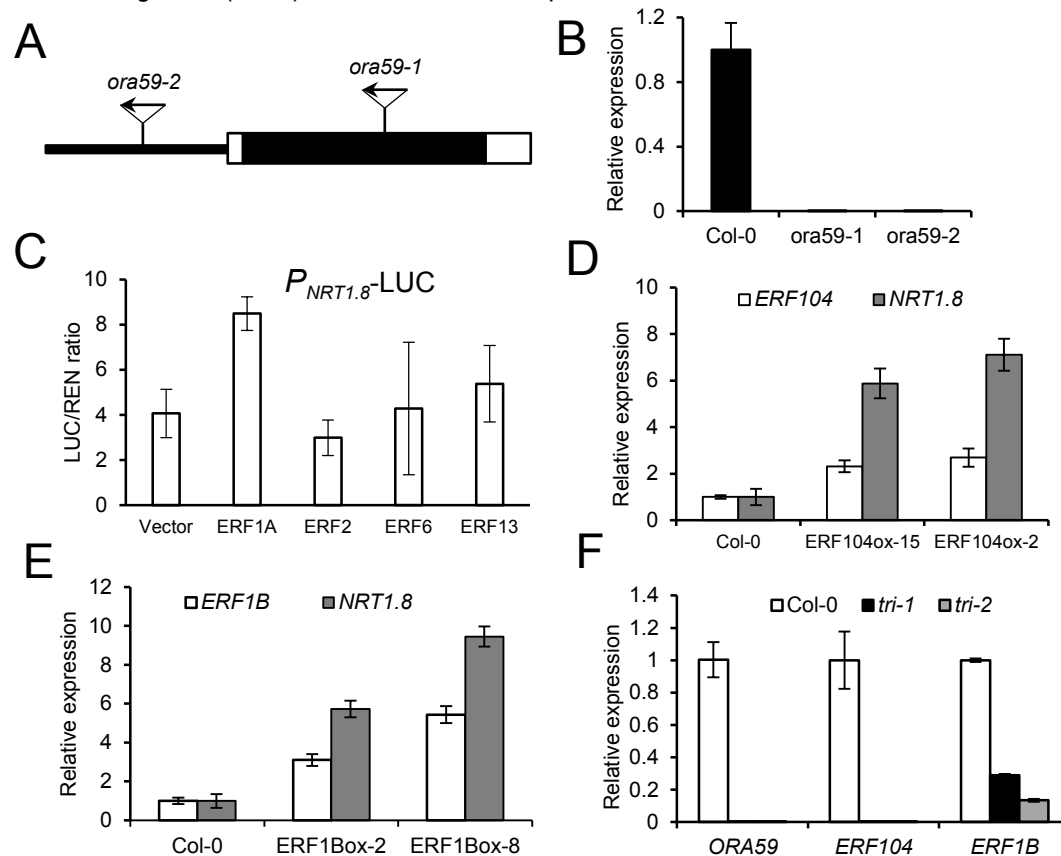 A
ora59-2
ora59-1
B
Relative expression
1.2
0.8
0.4
0
Col-0 ora59-1 ora59-2
C
P_NRT1.8-LUC
LUC/REN ratio
10
8
6
4
2
0
Vector ERF1A ERF2 ERF6 ERF13
D
ERF104 NRT1.8
Relative expression
10
8
6
4
2
0
Col-0 ERF104ox-15 ERF104ox-2
E
ERF1B NRT1.8
Relative expression
12
10
8
6
4
2
0
Col-0 ERF1Box-2 ERF1Box-8
F
Col-0 tri-1 tri-2
Relative expression
1.4
1.2
1
0.8
0.6
0.4
0.2
0
ORA59 ERF104 ERF1B